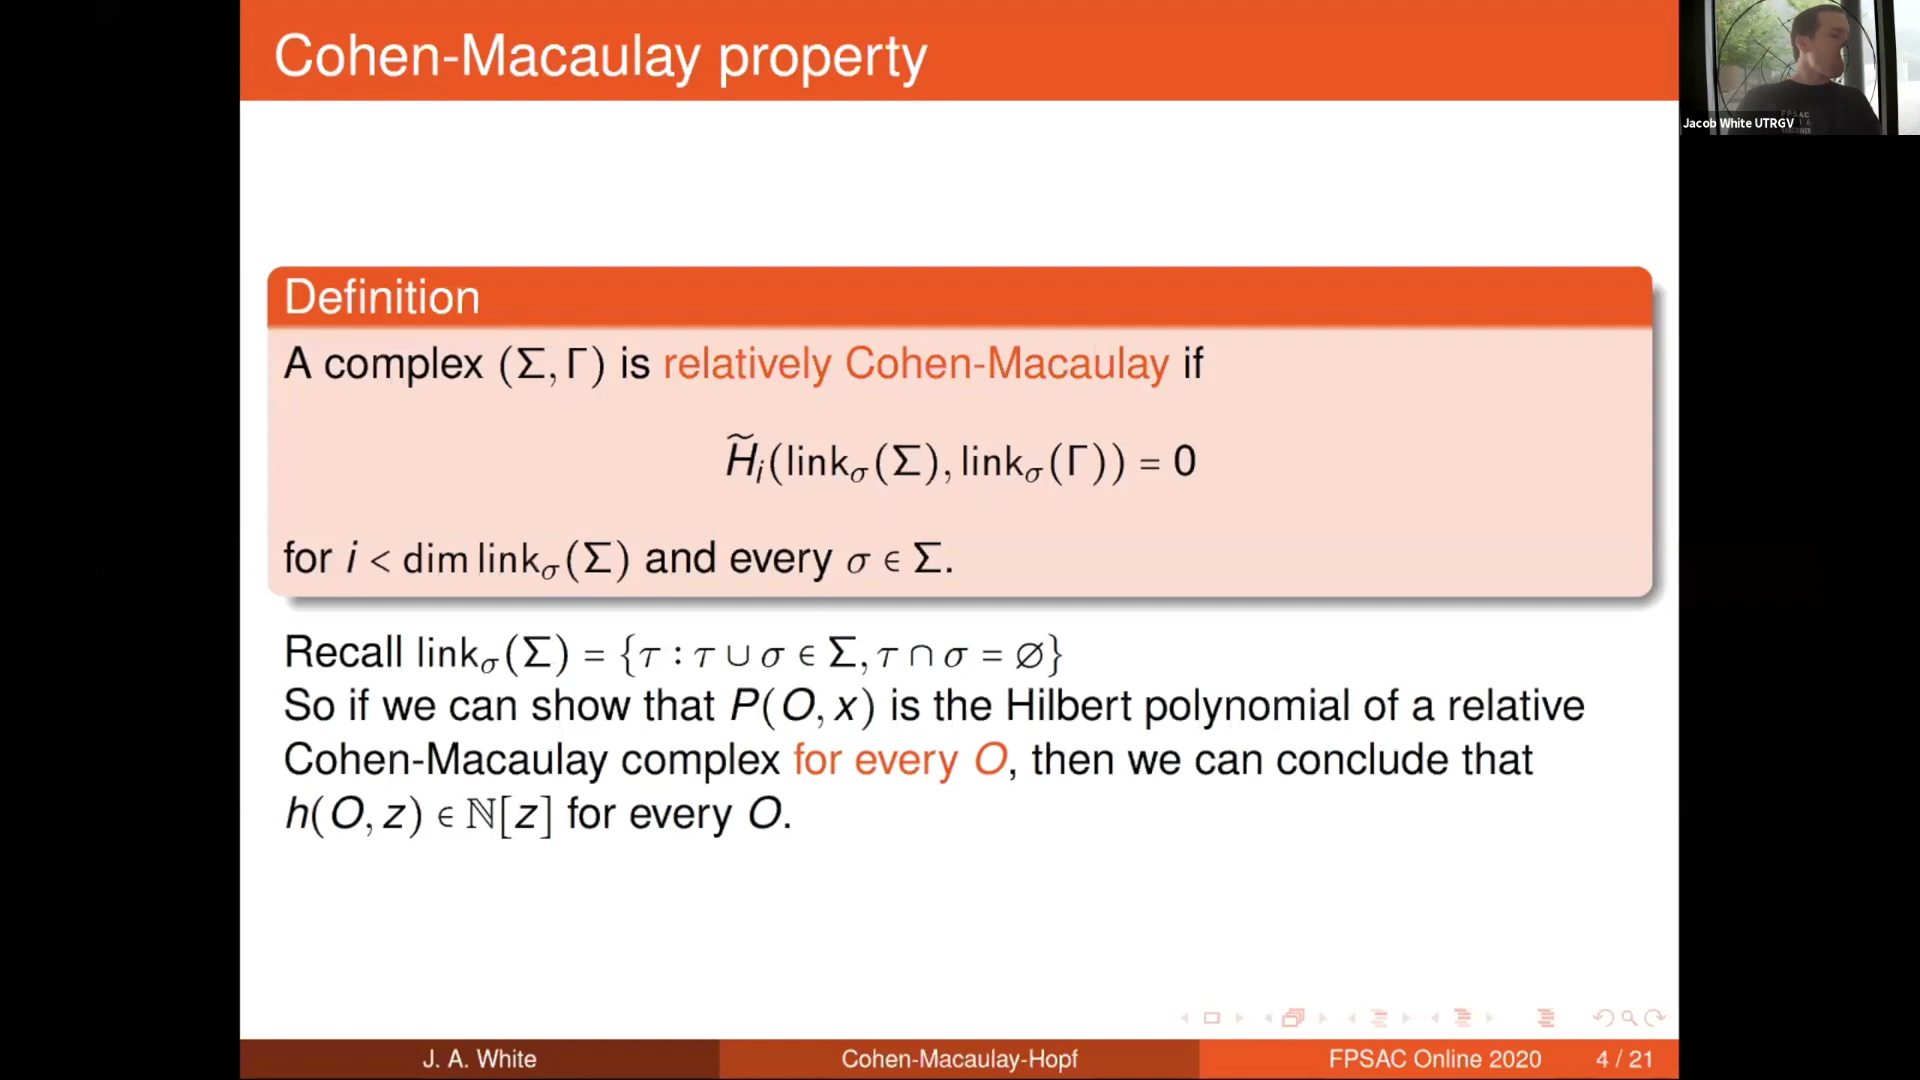 Cohen-Macaulay property
Jacob White UTRGV
Definition
A complex (Σ, Γ) is relatively Cohen-Macaulay if
H̃ᵢ(link_σ(Σ), link_σ(Γ)) = 0
for i < dim link_σ(Σ) and every σ ∈ Σ.
Recall link_σ(Σ) = {τ : τ ∪ σ ∈ Σ, τ ∩ σ = ∅}
So if we can show that P(O, x) is the Hilbert polynomial of a relative
Cohen-Macaulay complex for every O, then we can conclude that
h(O, z) ∈ ℕ[z] for every O.
J. A. White
Cohen-Macaulay-Hopf
FPSAC Online 2020
4 / 21